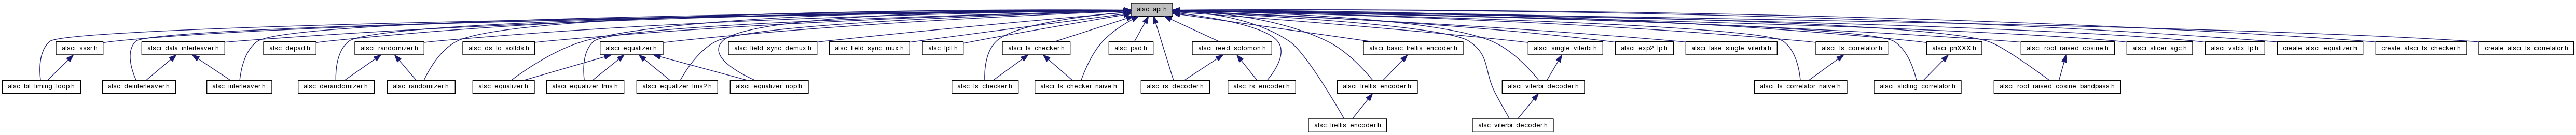 atsc_api.h
atsci_sssr.h
atsci_data_interleaver.h
atsc_depad.h
atsci_randomizer.h
atsc_ds_to_softds.h
atsci_equalizer.h
atsc_field_sync_demux.h
atsc_field_sync_mux.h
atsc_fpll.h
atsci_fs_checker.h
atsc_pad.h
atsci_reed_solomon.h
atsci_basic_trellis_encoder.h
atsci_single_viterbi.h
atsci_exp2_lp.h
atsci_fake_single_viterbi.h
atsci_fs_correlator.h
atsci_pnXXX.h
atsci_root_raised_cosine.h
atsci_slicer_agc.h
atsci_vsbtx_lp.h
create_atsci_equalizer.h
create_atsci_fs_checker.h
create_atsci_fs_correlator.h
atsc_bit_timing_loop.h
atsc_deinterleaver.h
atsc_interleaver.h
atsc_derandomizer.h
atsc_randomizer.h
atsc_equalizer.h
atsci_equalizer_lms.h
atsci_equalizer_lms2.h
atsci_equalizer_nop.h
atsc_fs_checker.h
atsci_fs_checker_naive.h
atsc_rs_decoder.h
atsc_rs_encoder.h
atsci_trellis_encoder.h
atsci_viterbi_decoder.h
atsci_fs_correlator_naive.h
atsci_sliding_correlator.h
atsci_root_raised_cosine_bandpass.h
atsc_trellis_encoder.h
atsc_viterbi_decoder.h